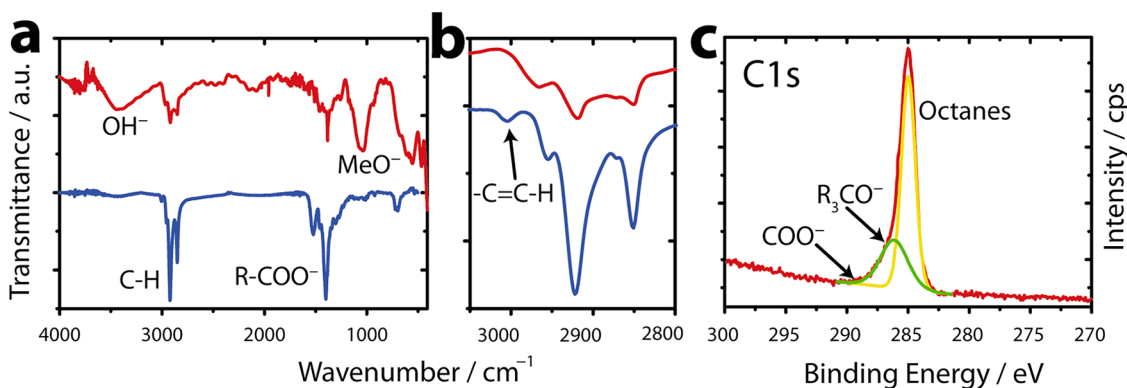 a
b
c
Transmittance / a.u.
OH⁻
MeO⁻
C-H
R-COO⁻
4000
3000
2000
1000
-C=C-H
3000
2900
2800
Wavenumber / cm⁻¹
C1s
Octanes
R₃CO⁻
COO⁻
Intensity / cps
300
295
290
285
280
275
270
Binding Energy / eV